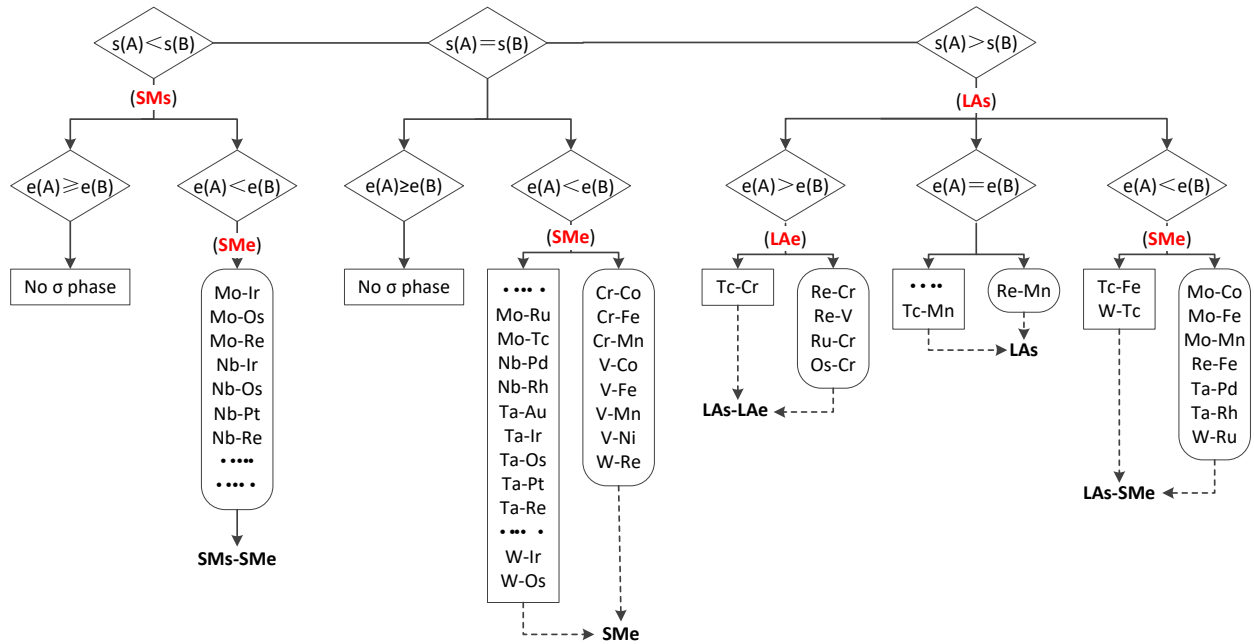 s(A)<s(B)
s(A)=s(B)
s(A)>s(B)
(SMs)
(LAs)
e(A)⩾e(B)
e(A)<e(B)
e(A)≥e(B)
e(A)<e(B)
e(A)>e(B)
e(A)=e(B)
e(A)<e(B)
(SMe)
(SMe)
(LAe)
(SMe)
No σ phase
Mo-Ir
Mo-Os
Mo-Re
Nb-Ir
Nb-Os
Nb-Pt
Nb-Re
SMs-SMe
No σ phase
Mo-Ru
Mo-Tc
Nb-Pd
Nb-Rh
Ta-Au
Ta-Ir
Ta-Os
Ta-Pt
Ta-Re
W-Ir
W-Os
Cr-Co
Cr-Fe
Cr-Mn
V-Co
V-Fe
V-Mn
V-Ni
W-Re
SMe
Tc-Cr
Re-Cr
Re-V
Ru-Cr
Os-Cr
LAs-LAe
Tc-Mn
Re-Mn
LAs
Tc-Fe
W-Tc
Mo-Co
Mo-Fe
Mo-Mn
Re-Fe
Ta-Pd
Ta-Rh
W-Ru
LAs-SMe